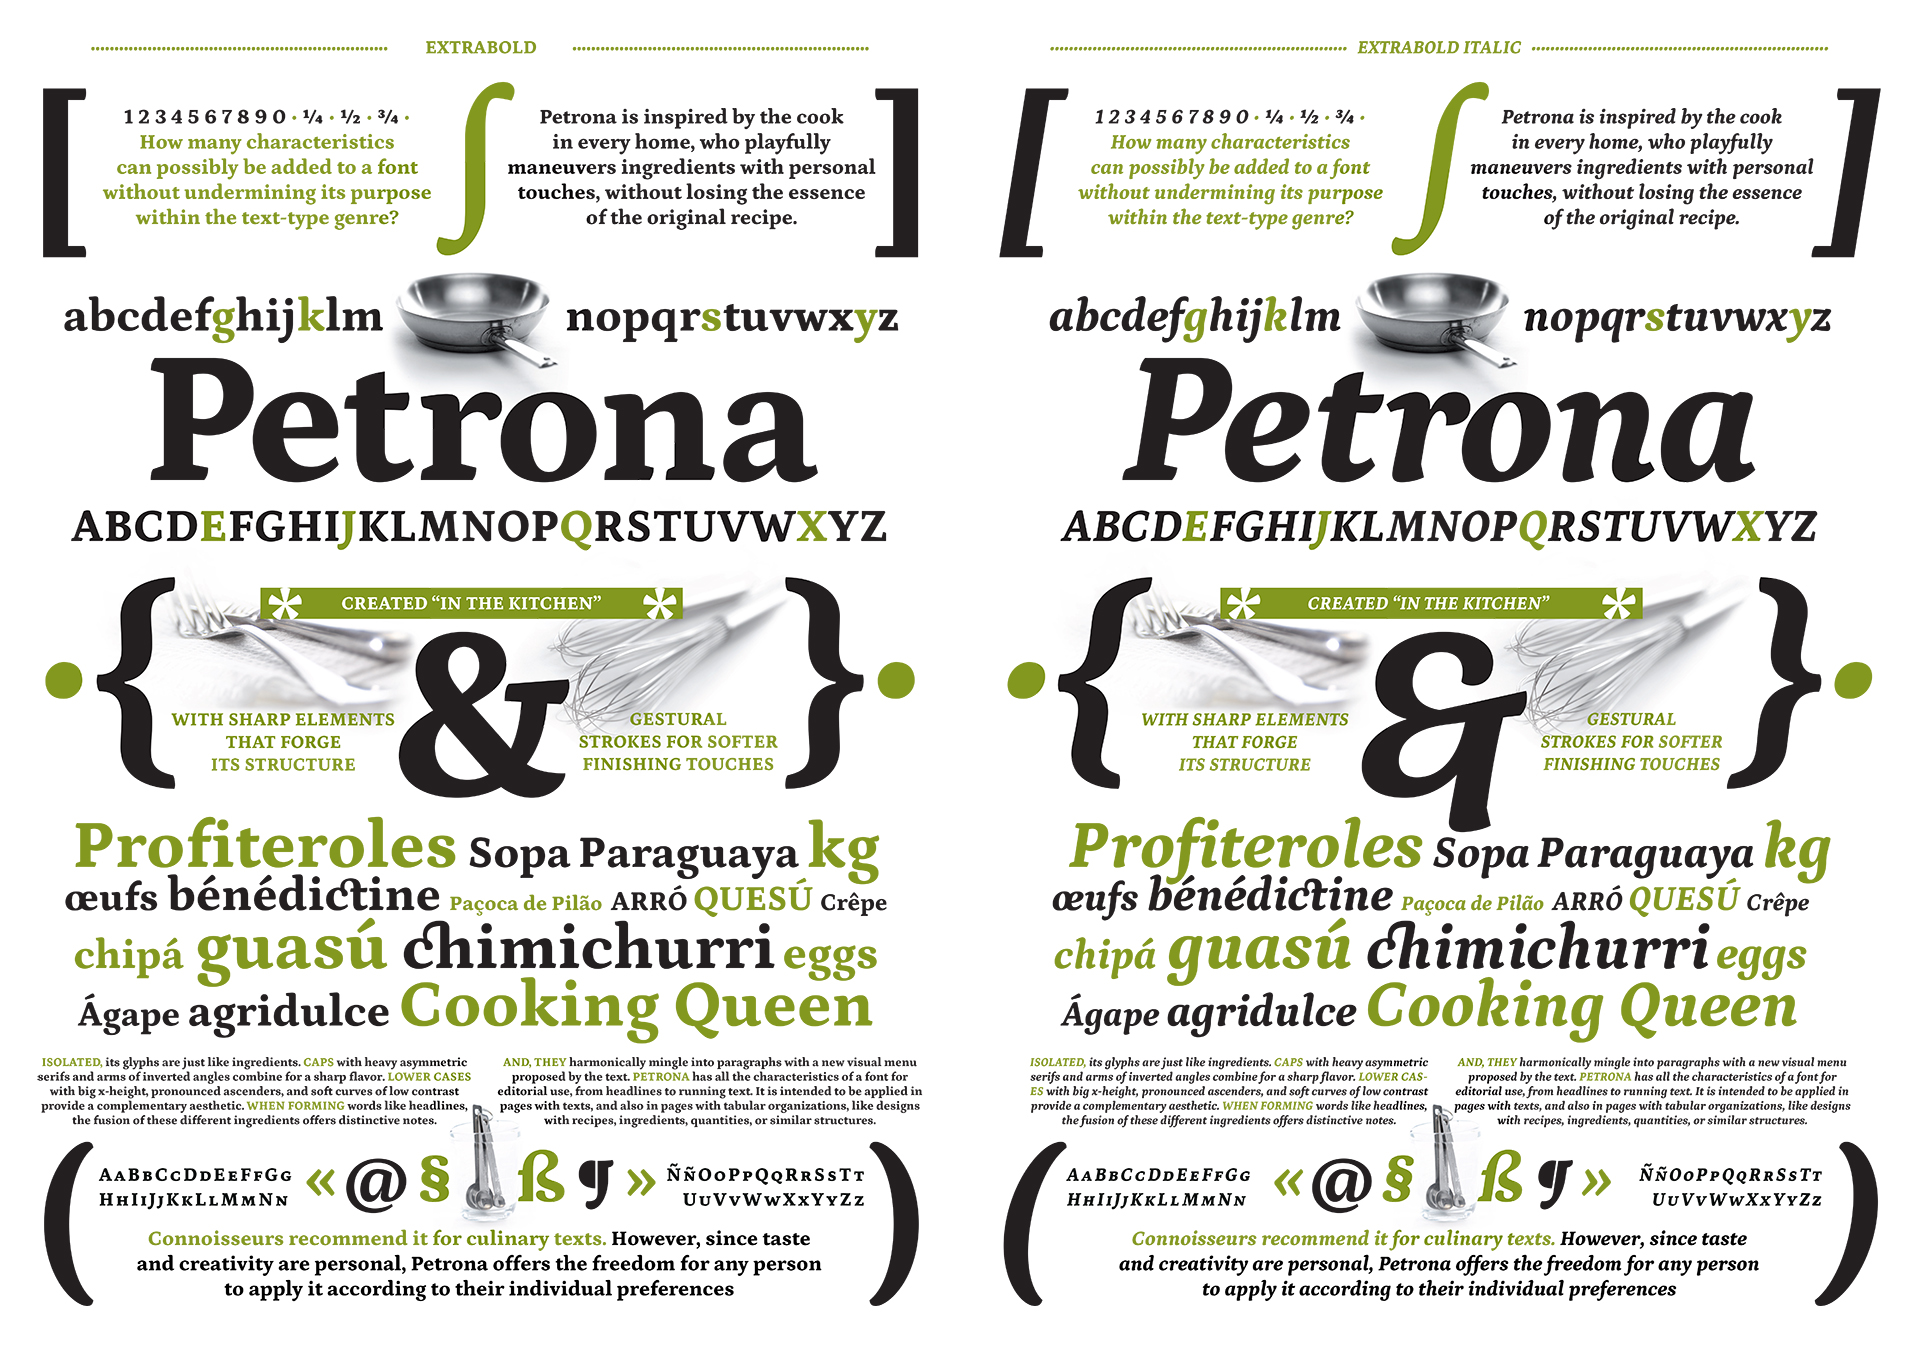 EXTRABOLD
1234567890 · ¼ · ½ · ¾ ·
How many characteristics
can possibly be added to a font
without undermining its purpose
within the text-type genre?
∫
Petrona is inspired by the cook
in every home, who playfully
maneuvers ingredients with personal
touches, without losing the essence
of the original recipe.
abcdefghijklm
nopqrstuvwxyz
Petrona
ABCDEFGHIJKLMNOPQRSTUVWXYZ
* CREATED “IN THE KITCHEN” *
WITH SHARP ELEMENTS
THAT FORGE
ITS STRUCTURE
&
GESTURAL
STROKES FOR SOFTER
FINISHING TOUCHES
Profiteroles Sopa Paraguaya kg
œufs bénédictine Paçoca de Pilão ARRÓ QUESÚ Crêpe
chipá guasú chimichurri eggs
Ágape agridulce Cooking Queen
ISOLATED, its glyphs are just like ingredients. CAPS with heavy asymmetric
serifs and arms of inverted angles combine for a sharp flavor. LOWER CASES
with big x-height, pronounced ascenders, and soft curves of low contrast
provide a complementary aesthetic. WHEN FORMING words like headlines,
the fusion of these different ingredients offers distinctive notes.
AND, THEY harmonically mingle into paragraphs with a new visual menu
proposed by the text. PETRONA has all the characteristics of a font for
editorial use, from headlines to running text. It is intended to be applied in
pages with texts, and also in pages with tabular organizations, like designs
with recipes, ingredients, quantities, or similar structures.
AaBbCcDdEeFfGg
HhIiJjKkLlMmNn
« @ § ß ¶ »
ÑñOoPpQqRrSsTt
UuVvWwXxYyZz
Connoisseurs recommend it for culinary texts. However, since taste
and creativity are personal, Petrona offers the freedom for any person
to apply it according to their individual preferences
EXTRABOLD ITALIC
1234567890 · ¼ · ½ · ¾ ·
How many characteristics
can possibly be added to a font
without undermining its purpose
within the text-type genre?
∫
Petrona is inspired by the cook
in every home, who playfully
maneuvers ingredients with personal
touches, without losing the essence
of the original recipe.
abcdefghijklm
nopqrstuvwxyz
Petrona
ABCDEFGHIJKLMNOPQRSTUVWXYZ
* CREATED “IN THE KITCHEN” *
WITH SHARP ELEMENTS
THAT FORGE
ITS STRUCTURE
&
GESTURAL
STROKES FOR SOFTER
FINISHING TOUCHES
Profiteroles Sopa Paraguaya kg
œufs bénédictine Paçoca de Pilão ARRÓ QUESÚ Crêpe
chipá guasú chimichurri eggs
Ágape agridulce Cooking Queen
ISOLATED, its glyphs are just like ingredients. CAPS with heavy asymmetric
serifs and arms of inverted angles combine for a sharp flavor. LOWER CAS-
ES with big x-height, pronounced ascenders, and soft curves of low contrast
provide a complementary aesthetic. WHEN FORMING words like headlines,
the fusion of these different ingredients offers distinctive notes.
AND, THEY harmonically mingle into paragraphs with a new visual menu
proposed by the text. PETRONA has all the characteristics of a font for
editorial use, from headlines to running text. It is intended to be applied in
pages with texts, and also in pages with tabular organizations, like designs
with recipes, ingredients, quantities, or similar structures.
AaBbCcDdEeFfGg
HhIiJjKkLlMmNn
« @ § ß ¶ »
ÑñOoPpQqRrSsTt
UuVvWwXxYyZz
Connoisseurs recommend it for culinary texts. However, since taste
and creativity are personal, Petrona offers the freedom for any person
to apply it according to their individual preferences